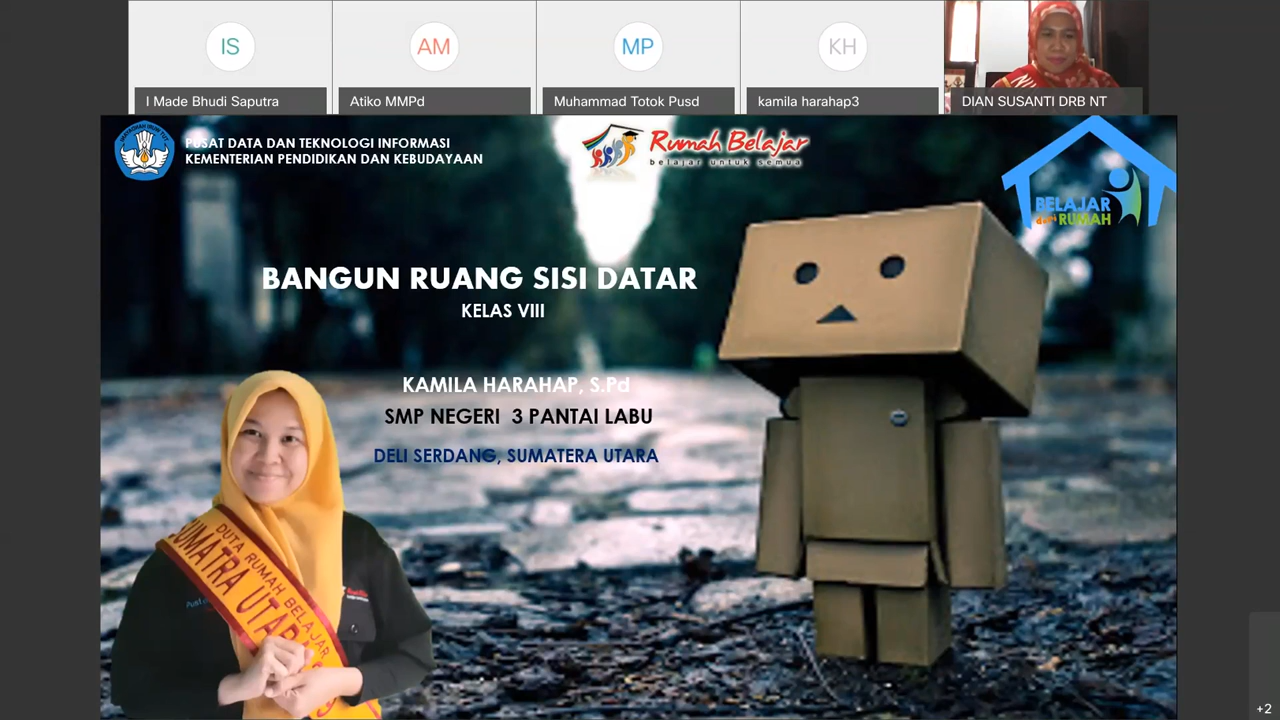 IS
AM
MP
KH
I Made Bhudi Saputra
Atiko MMPd
Muhammad Totok Pusd
kamila harahap3
DIAN SUSANTI DRB NT
PUSAT DATA DAN TEKNOLOGI INFORMASI
KEMENTERIAN PENDIDIKAN DAN KEBUDAYAAN
Rumah Belajar
belajar untuk semua
BELAJAR
dari RUMAH
BANGUN RUANG SISI DATAR
KELAS VIII
KAMILA HARAHAP, S.Pd
SMP NEGERI 3 PANTAI LABU
DELI SERDANG, SUMATERA UTARA
DUTA RUMAH BELAJAR
SUMATRA UTAR
+2